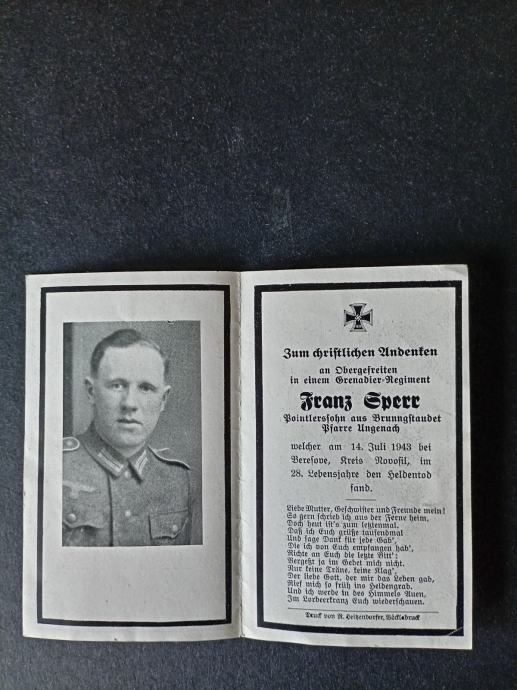 Zum christlichen Andenken
an Obergefreiten
in einem Grenadier-Regiment
Franz Sperr
Pointlerssohn aus Brunngstaudet
Pfarre Ungenach
welcher am 14. Juli 1943 bei
Beresove, Kreis Novosil, im
28. Lebensjahre den Heldentod
fand.
Liebe Mutter, Geschwister und Freunde mein!
So gern schrieb ich aus der Ferne heim,
Doch heut ist's zum letztenmal.
Daß ich Euch grüße tausendmal
Und sage Dank für jede Gab',
Die ich von Euch empfangen hab',
Richte an Euch die letzte Bitt':
Vergeßt ja im Gebet mich nicht.
Nur keine Träne, keine Klag'.
Der liebe Gott, der mir das Leben gab,
Rief mich so früh ins Heldengrab.
Und ich werde in des Himmels Auen,
Im Lorbeerkranz Euch wiederschauen.
Druck von R. Heitzendorfer, Vöcklabruck